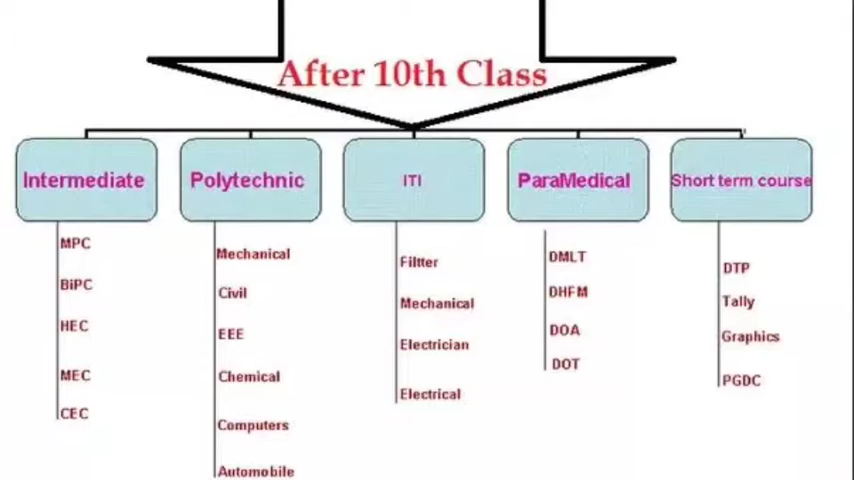 After 10th Class
Intermediate
MPC
BiPC
HEC
MEC
CEC
Polytechnic
Mechanical
Civil
EEE
Chemical
Computers
Automobile
ITI
Filtter
Mechanical
Electrician
Electrical
ParaMedical
DMLT
DHFM
DOA
DOT
Short term course
DTP
Tally
Graphics
PGDC